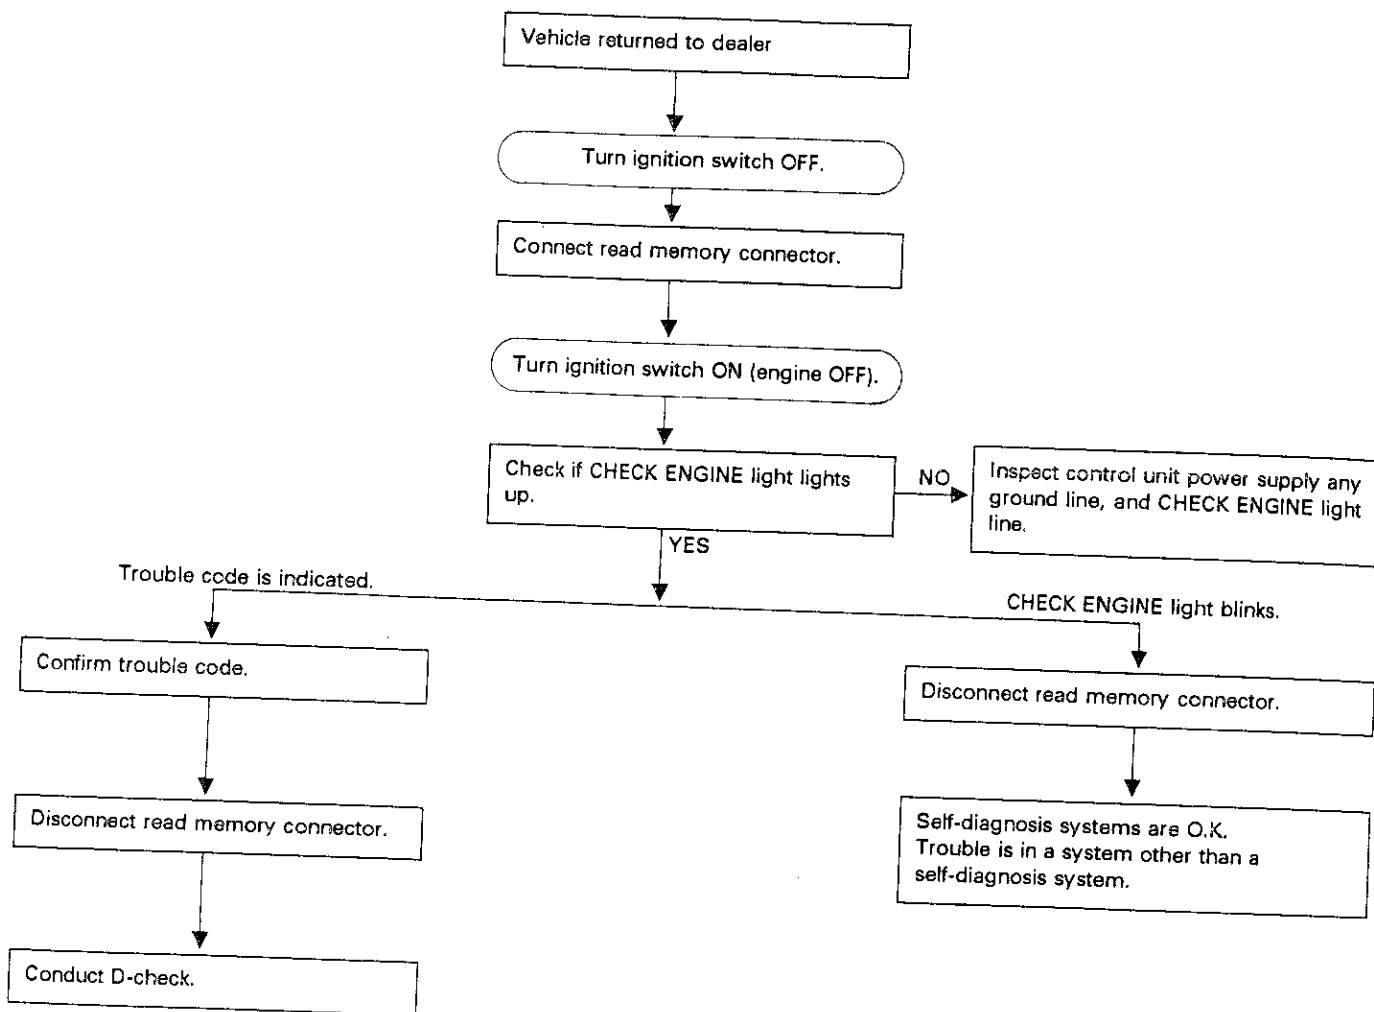 Vehicle returned to dealer
Turn ignition switch OFF.
Connect read memory connector.
Turn ignition switch ON (engine OFF).
Check if CHECK ENGINE light lights
up.
NO
Inspect control unit power supply any
ground line, and CHECK ENGINE light
line.
YES
Trouble code is indicated.
CHECK ENGINE light blinks.
Confirm trouble code.
Disconnect read memory connector.
Disconnect read memory connector.
Self-diagnosis systems are O.K.
Trouble is in a system other than a
self-diagnosis system.
Conduct D-check.